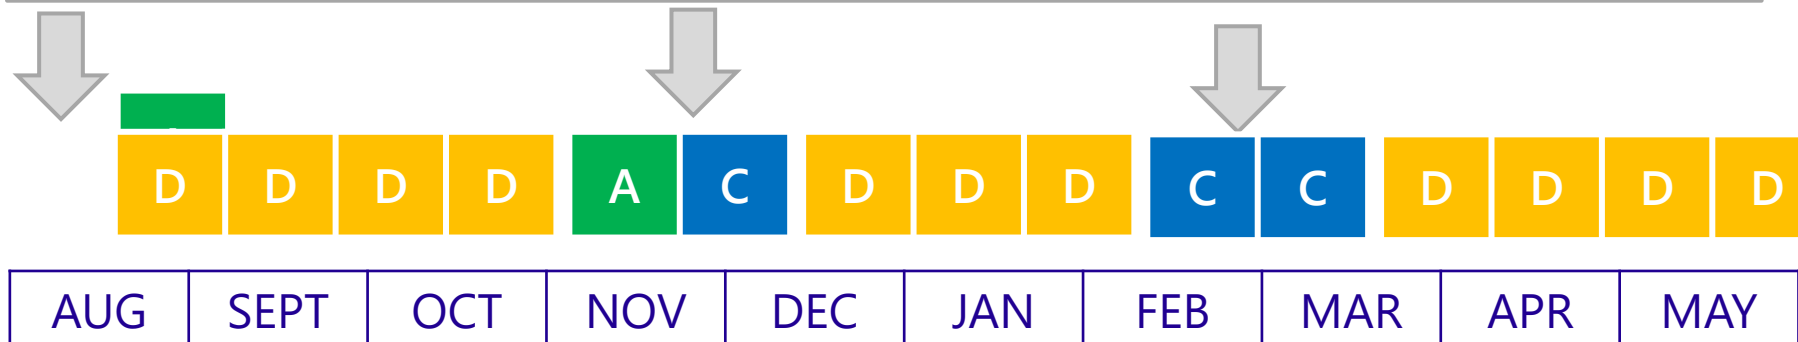 D D D D A C D D D C C D D D D
AUG SEPT OCT NOV DEC JAN FEB MAR APR MAY